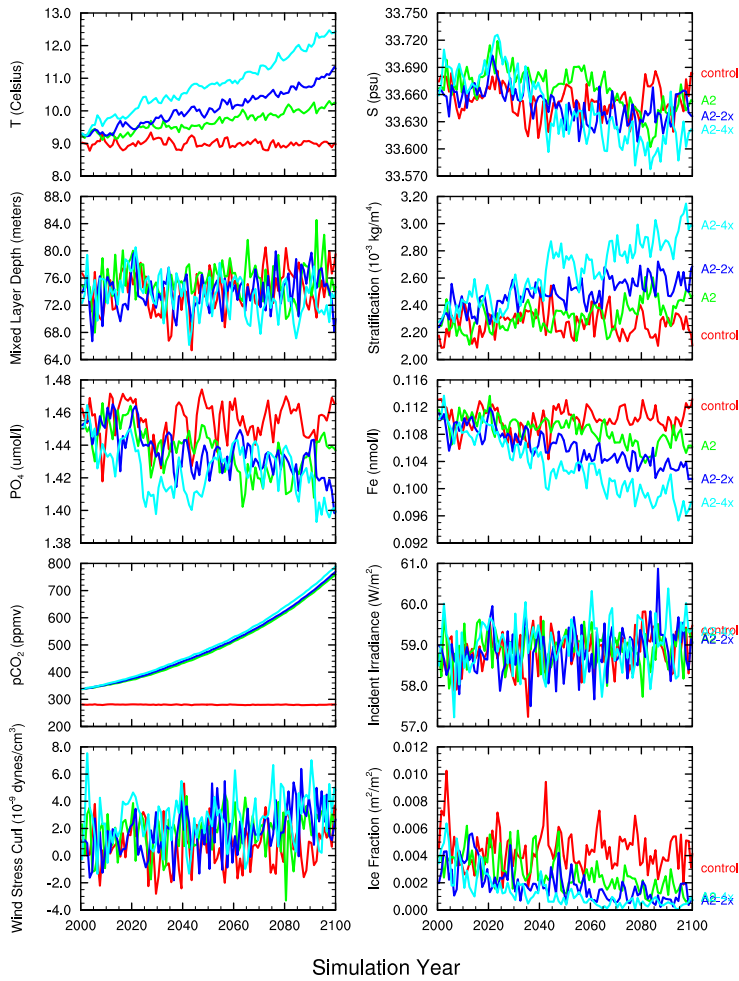 T (Celsius)
13.0
12.0
11.0
10.0
9.0
8.0
S (psu)
33.720
33.690
33.660
33.630
33.600
33.570
control
A2
A2-2x
A2-4x
Mixed Layer Depth (meters)
88.0
84.0
80.0
76.0
72.0
68.0
64.0
Stratification (10⁻³ kg/m⁴)
3.20
3.00
2.80
2.60
2.40
2.20
2.00
A2-4x
A2-2x
A2
control
PO₄ (umol/l)
1.48
1.46
1.44
1.42
1.40
1.38
Fe (nmol/l)
0.116
0.112
0.108
0.104
0.100
0.096
0.092
control
A2
A2-2x
A2-4x
pCO₂ (ppmv)
800
700
600
500
400
300
200
Incident Irradiance (W/m²)
61.0
60.0
59.0
58.0
57.0
control
A2-2x
Wind Stress Curl (10⁻⁹ dynes/cm³)
8.0
6.0
4.0
2.0
0.0
-2.0
-4.0
2000 2020 2040 2060 2080 2100
Ice Fraction (m²/m²)
0.012
0.010
0.008
0.006
0.004
0.002
0.000
2000 2020 2040 2060 2080 2100
control
A2-4x
A2-2x
Simulation Year